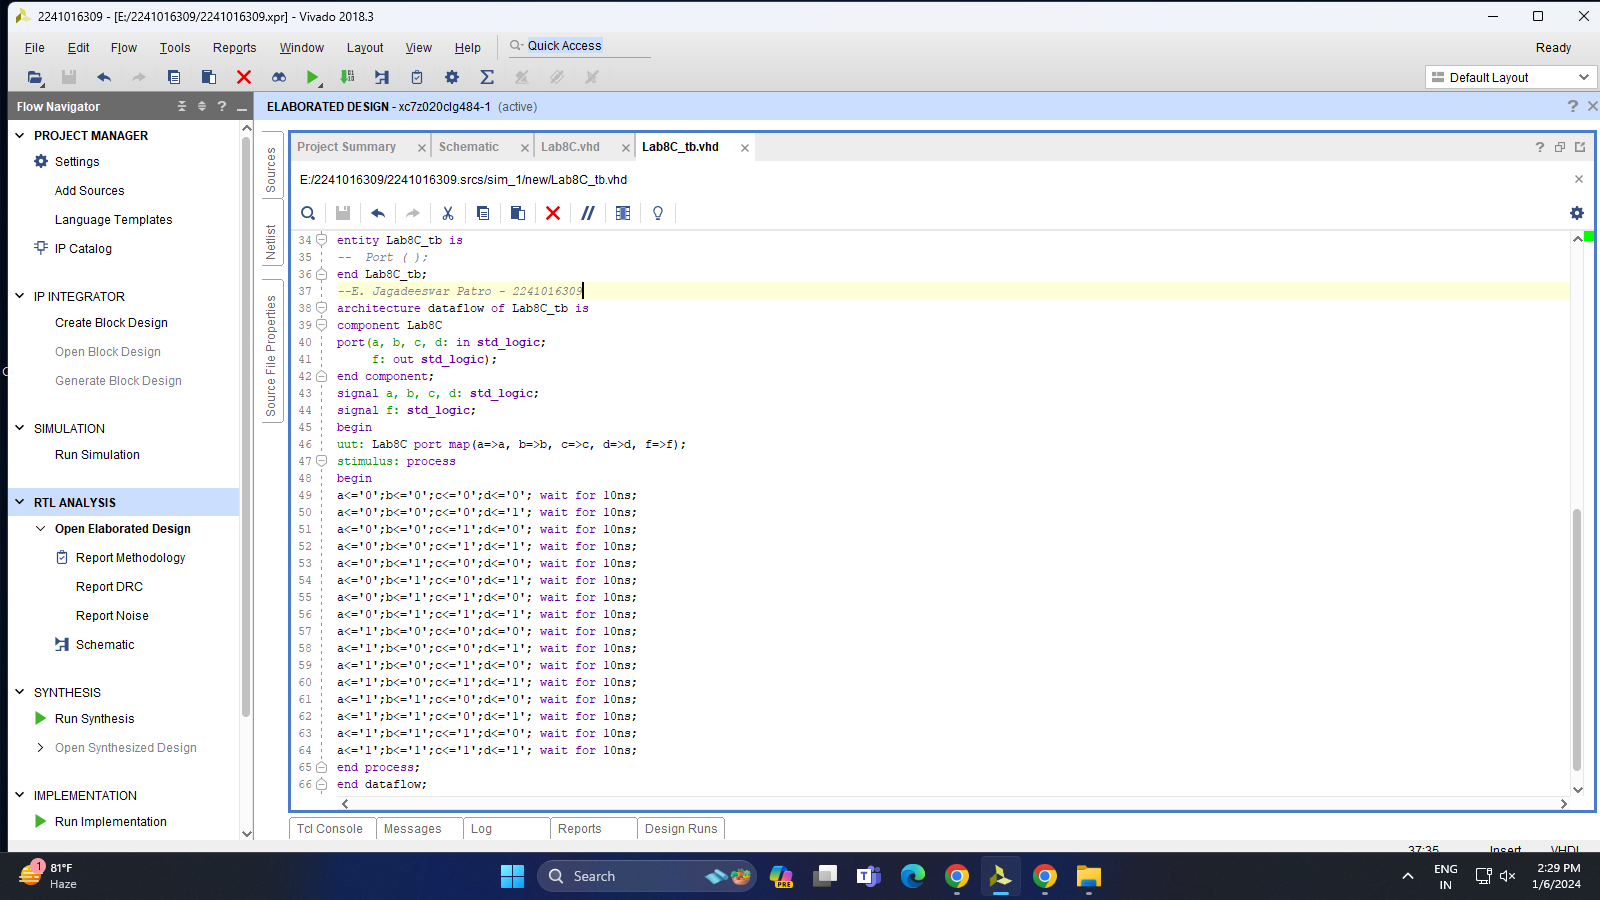 2241016309 - [E:/2241016309/2241016309.xpr] - Vivado 2018.3
File Edit Flow Tools Reports Window Layout View Help Quick Access Ready
Default Layout
Flow Navigator
ELABORATED DESIGN - xc7z020clg484-1 (active)
PROJECT MANAGER
Settings
Add Sources
Language Templates
IP Catalog
IP INTEGRATOR
Create Block Design
Open Block Design
Generate Block Design
SIMULATION
Run Simulation
RTL ANALYSIS
Open Elaborated Design
Report Methodology
Report DRC
Report Noise
Schematic
SYNTHESIS
Run Synthesis
Open Synthesized Design
IMPLEMENTATION
Run Implementation
Sources
Netlist
Source File Properties
Project Summary Schematic Lab8C.vhd Lab8C_tb.vhd
E:/2241016309/2241016309.srcs/sim_1/new/Lab8C_tb.vhd
34 entity Lab8C_tb is
35 --  Port ( );
36 end Lab8C_tb;
37 --E. Jagadeeswar Patro - 2241016309
38 architecture dataflow of Lab8C_tb is
39 component Lab8C
40 port(a, b, c, d: in std_logic;
41 f: out std_logic);
42 end component;
43 signal a, b, c, d: std_logic;
44 signal f: std_logic;
45 begin
46 uut: Lab8C port map(a=>a, b=>b, c=>c, d=>d, f=>f);
47 stimulus: process
48 begin
49 a<='0';b<='0';c<='0';d<='0'; wait for 10ns;
50 a<='0';b<='0';c<='0';d<='1'; wait for 10ns;
51 a<='0';b<='0';c<='1';d<='0'; wait for 10ns;
52 a<='0';b<='0';c<='1';d<='1'; wait for 10ns;
53 a<='0';b<='1';c<='0';d<='0'; wait for 10ns;
54 a<='0';b<='1';c<='0';d<='1'; wait for 10ns;
55 a<='0';b<='1';c<='1';d<='0'; wait for 10ns;
56 a<='0';b<='1';c<='1';d<='1'; wait for 10ns;
57 a<='1';b<='0';c<='0';d<='0'; wait for 10ns;
58 a<='1';b<='0';c<='0';d<='1'; wait for 10ns;
59 a<='1';b<='0';c<='1';d<='0'; wait for 10ns;
60 a<='1';b<='0';c<='1';d<='1'; wait for 10ns;
61 a<='1';b<='1';c<='0';d<='0'; wait for 10ns;
62 a<='1';b<='1';c<='0';d<='1'; wait for 10ns;
63 a<='1';b<='1';c<='1';d<='0'; wait for 10ns;
64 a<='1';b<='1';c<='1';d<='1'; wait for 10ns;
65 end process;
66 end dataflow;
Tcl Console Messages Log Reports Design Runs
37:35 Insert VHDL
1
81°F
Haze
Search
PRE
ENG
IN
2:29 PM
1/6/2024